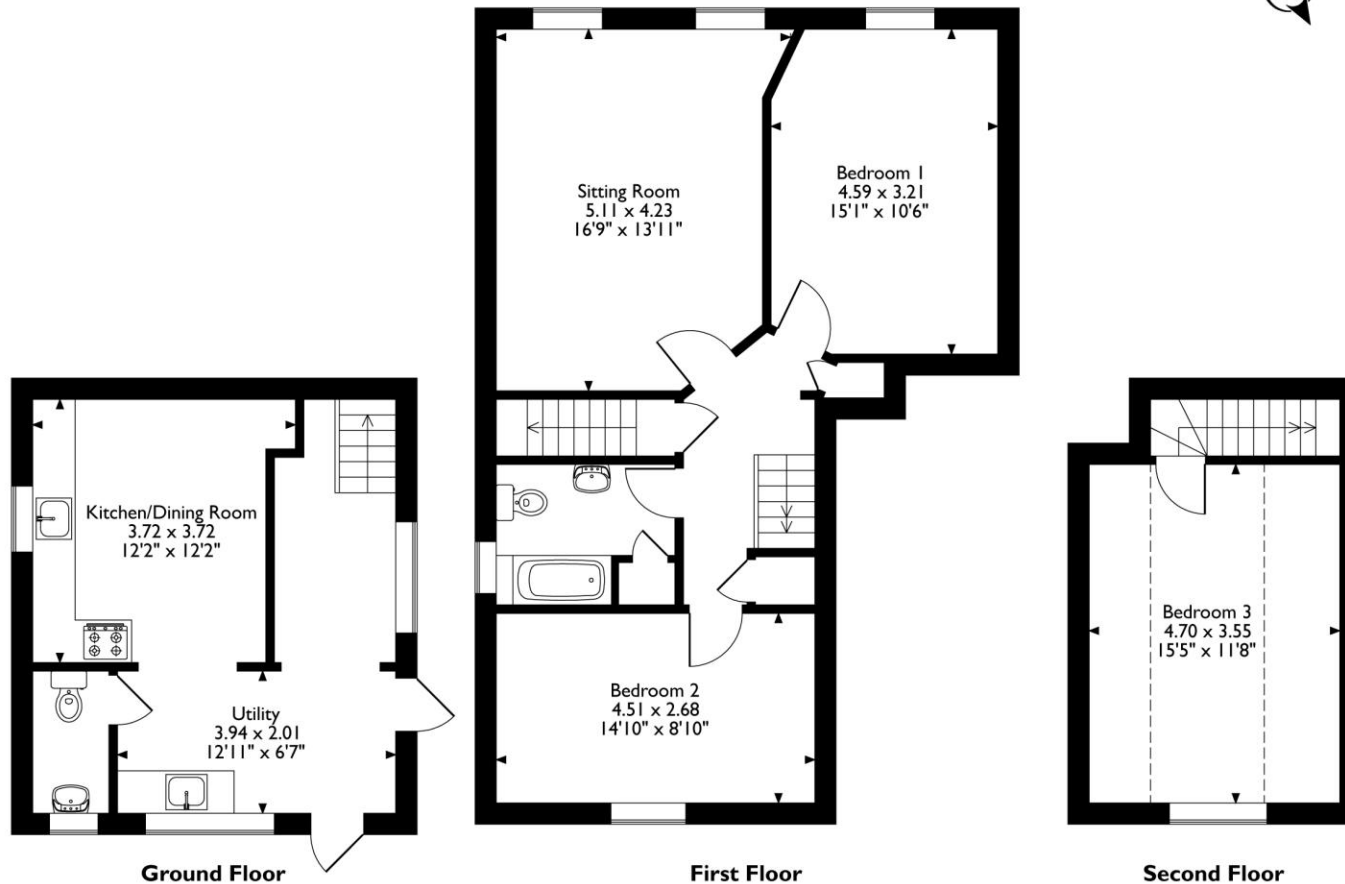 Sitting Room
5.11 x 4.23
16'9" x 13'11"
Bedroom 1
4.59 x 3.21
15'1" x 10'6"
Kitchen/Dining Room
3.72 x 3.72
12'2" x 12'2"
Utility
3.94 x 2.01
12'11" x 6'7"
Bedroom 2
4.51 x 2.68
14'10" x 8'10"
Bedroom 3
4.70 x 3.55
15'5" x 11'8"
Ground Floor
First Floor
Second Floor